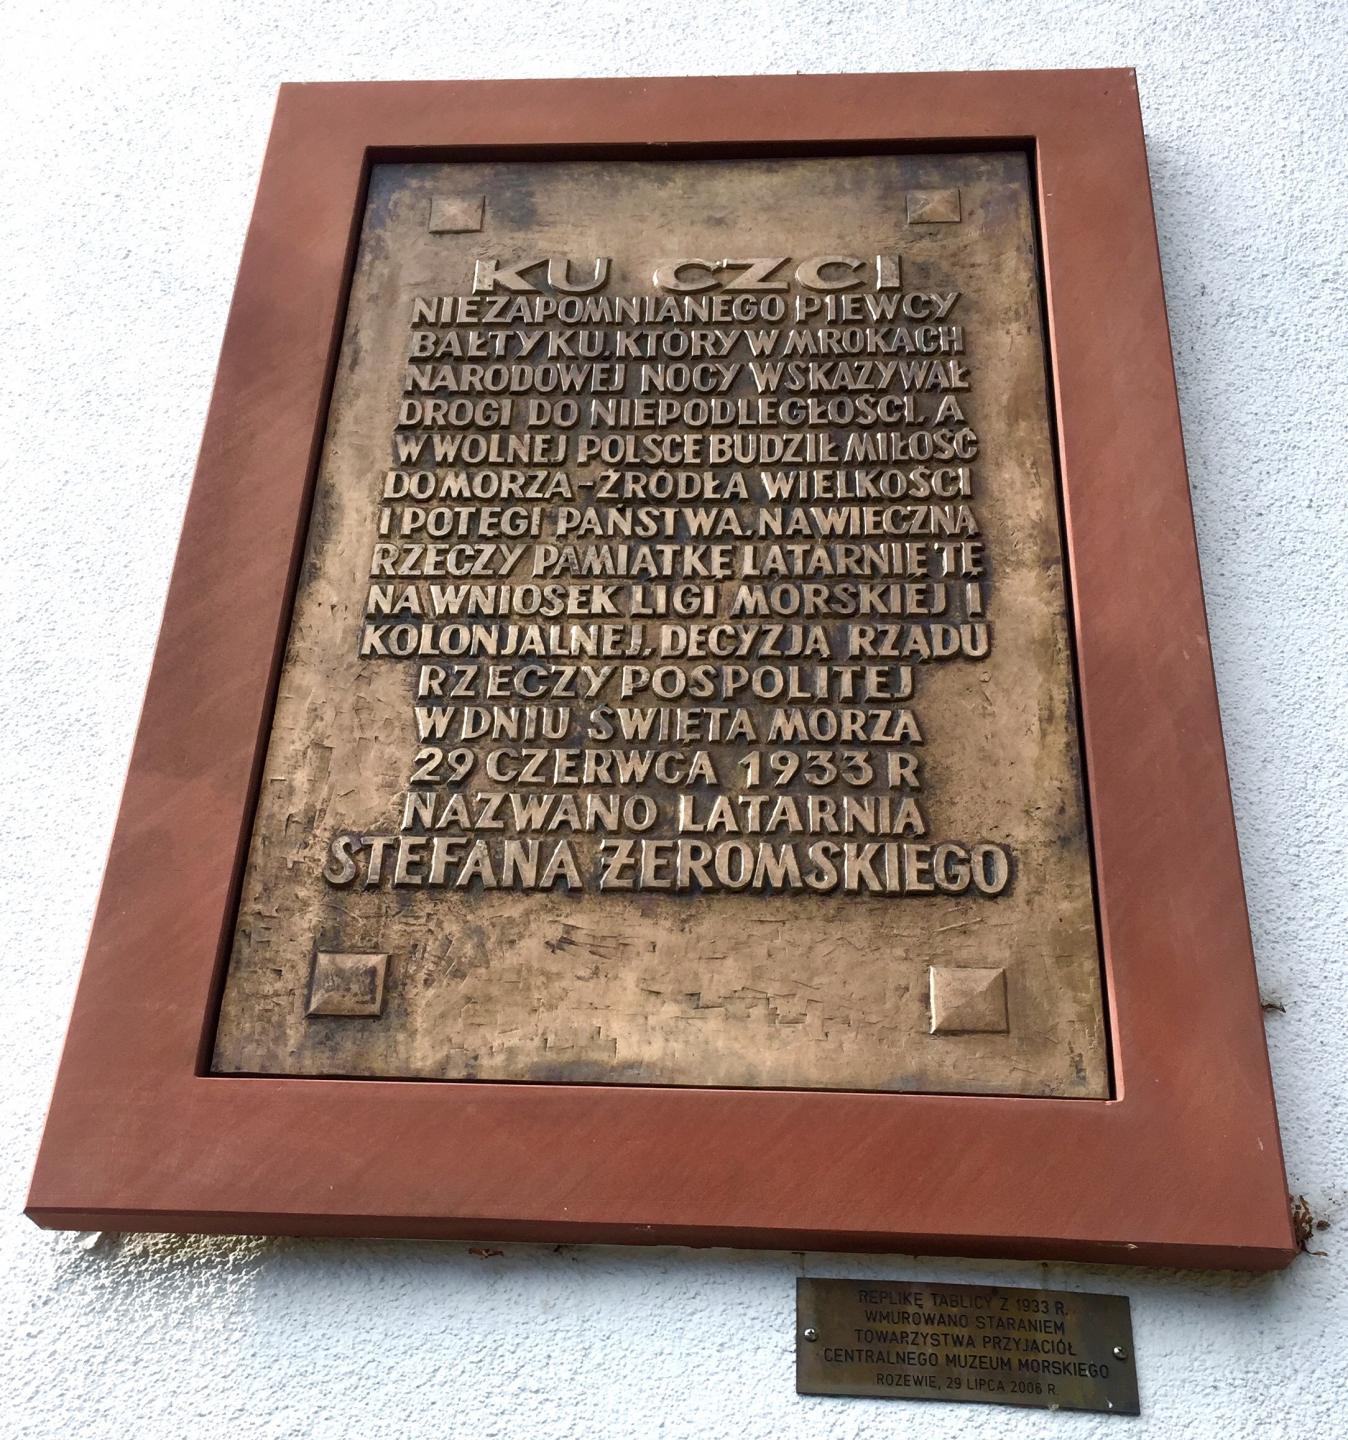 KU CZCI
NIEZAPOMNIANEGO PIEWCY
BAŁTYKU, KTÓRY W MROKACH
NARODOWEJ NOCY WSKAZYWAŁ
DROGI DO NIEPODLEGŁOŚCI, A
W WOLNEJ POLSCE BUDZIŁ MIŁOŚĆ
DO MORZA-ŹRÓDŁA WIELKOŚCI
I POTĘGI PAŃSTWA, NA WIECZNĄ
RZECZY PAMIATKĘ LATARNIĘ TĘ
NA WNIOSEK LIGI MORSKIEJ I
KOLONJALNEJ, DECYZJĄ RZĄDU
RZECZYPOSPOLITEJ
W DNIU ŚWIĘTA MORZA
29 CZERWCA 1933 R
NAZWANO LATARNIĄ
STEFANA ŻEROMSKIEGO
REPLIKĘ TABLICY Z 1933 R.
WMUROWANO STARANIEM
TOWARZYSTWA PRZYJACIÓŁ
CENTRALNEGO MUZEUM MORSKIEGO
ROZEWIE, 29 LIPCA 2006 R.